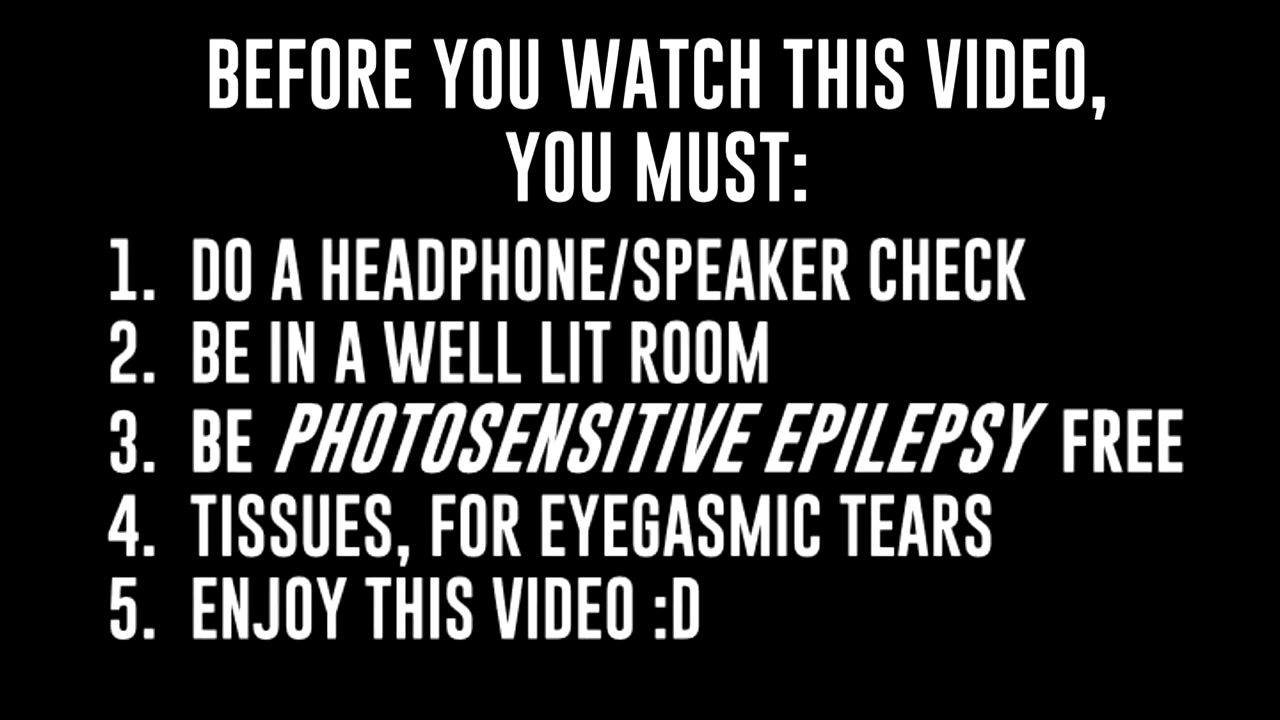 BEFORE YOU WATCH THIS VIDEO,
YOU MUST:
1. DO A HEADPHONE/SPEAKER CHECK
2. BE IN A WELL LIT ROOM
3. BE PHOTOSENSITIVE EPILEPSY FREE
4. TISSUES, FOR EYEGASMIC TEARS
5. ENJOY THIS VIDEO :D